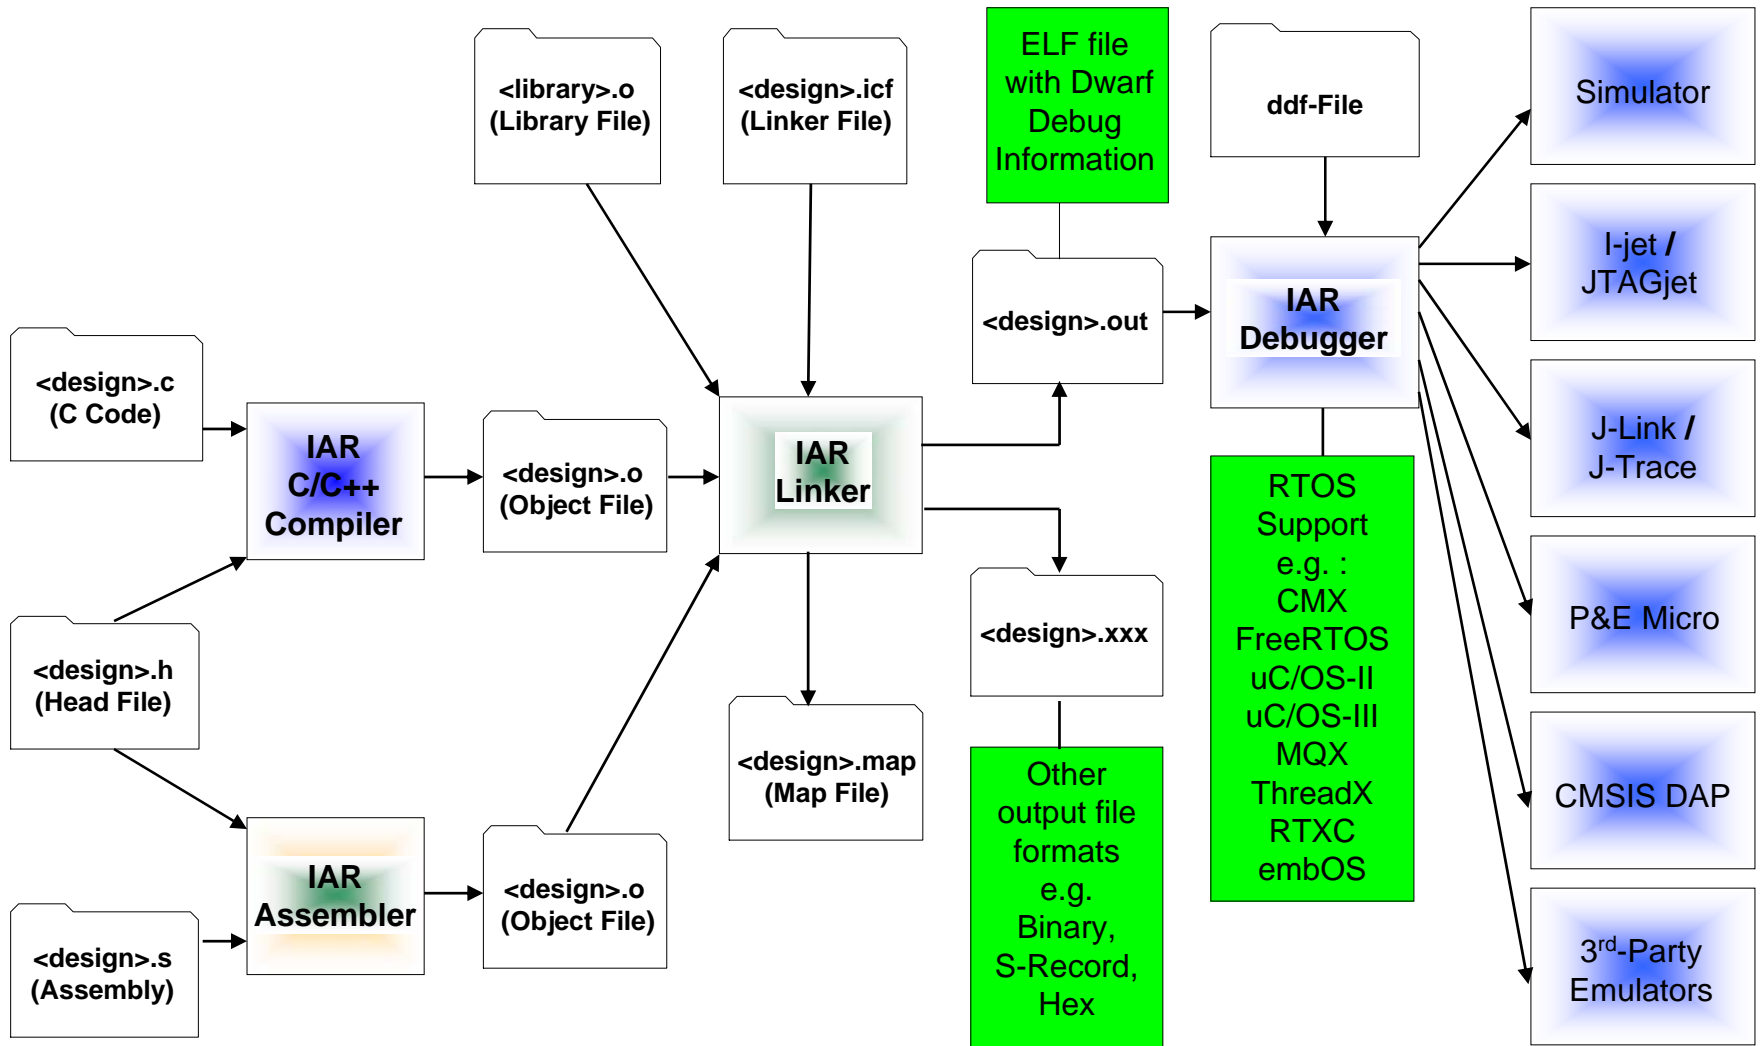 <design>.c
(C Code)
<design>.h
(Head File)
<design>.s
(Assembly)
IAR
C/C++
Compiler
IAR
Assembler
<library>.o
(Library File)
<design>.o
(Object File)
<design>.o
(Object File)
<design>.icf
(Linker File)
IAR
Linker
<design>.map
(Map File)
ELF file
with Dwarf
Debug
Information
<design>.out
<design>.xxx
Other
output file
formats
e.g.
Binary,
S-Record,
Hex
ddf-File
IAR
Debugger
RTOS
Support
e.g. :
CMX
FreeRTOS
uC/OS-II
uC/OS-III
MQX
ThreadX
RTXC
embOS
Simulator
I-jet /
JTAGjet
J-Link /
J-Trace
P&E Micro
CMSIS DAP
3rd-Party
Emulators